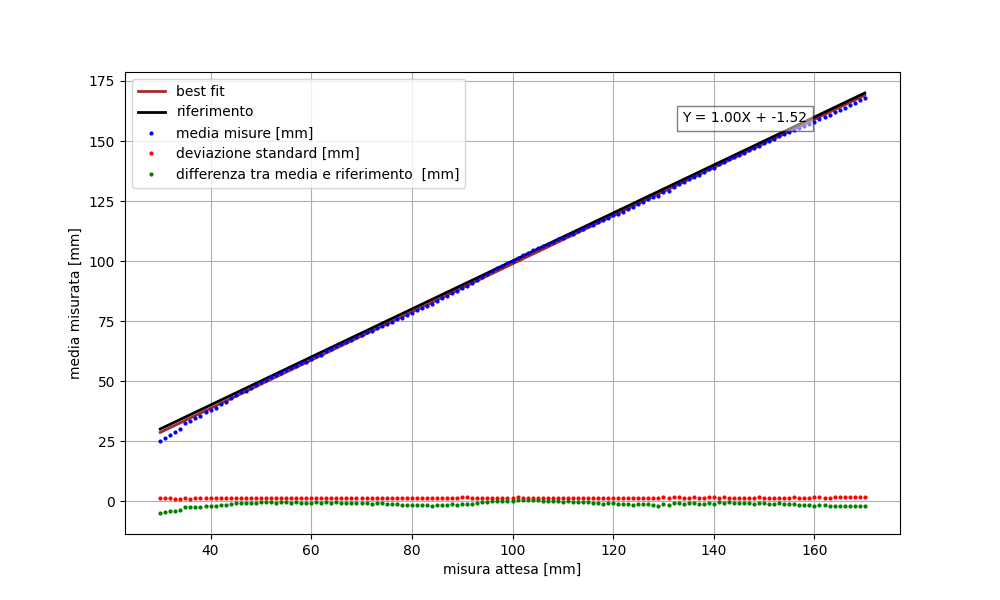 175
150
125
100
75
50
25
0
media misurata [mm]
best fit
riferimento
media misure [mm]
deviazione standard [mm]
differenza tra media e riferimento  [mm]
Y = 1.00X + -1.52
40 60 80 100 120 140 160
misura attesa [mm]